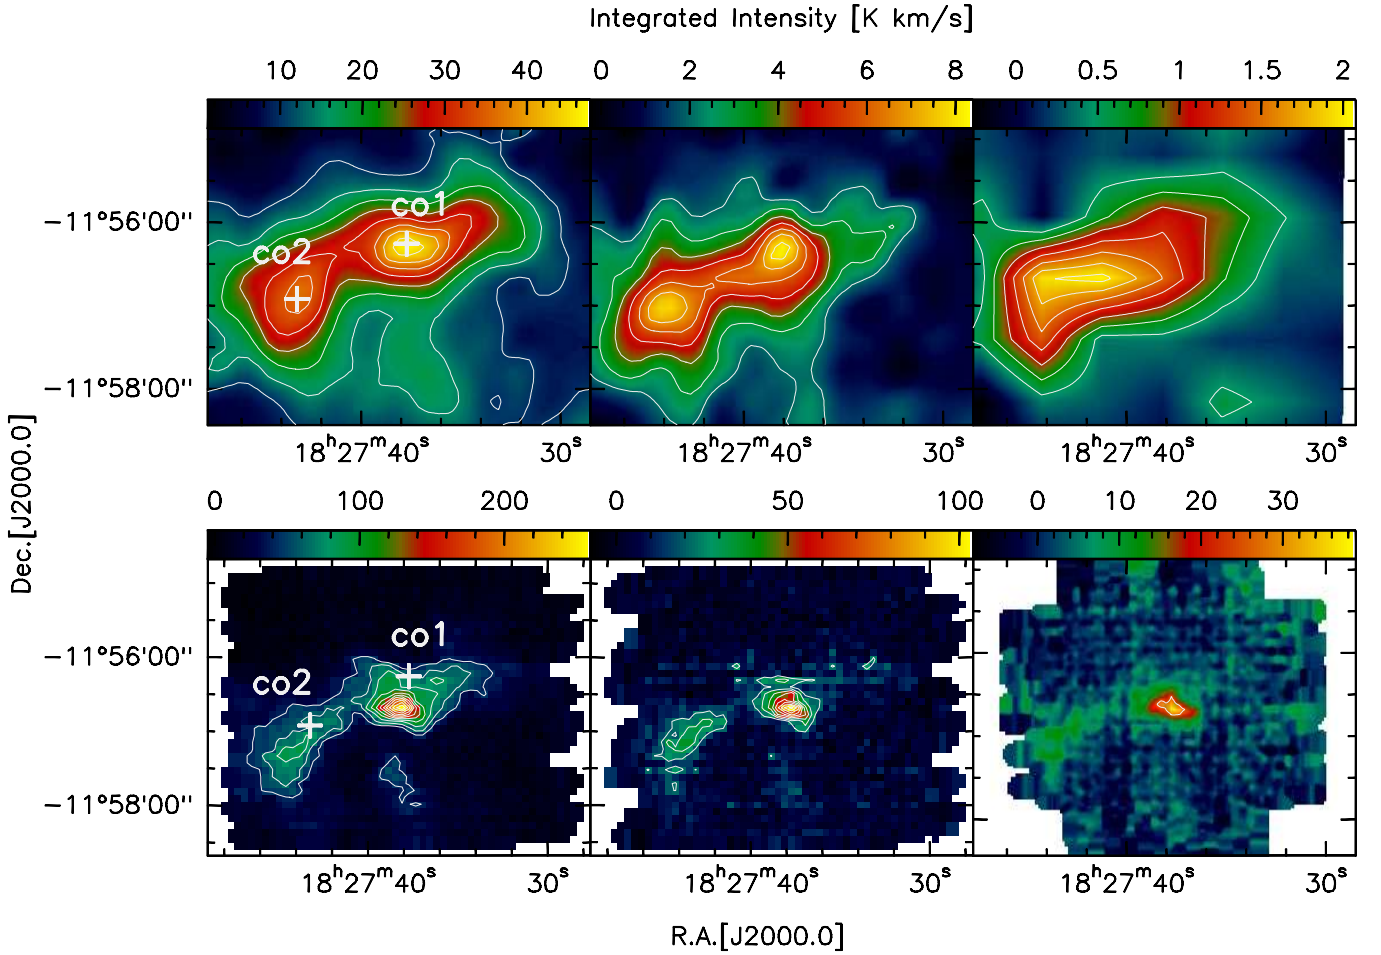 Integrated Intensity [K km/s]
10 20 30 40 0 2 4 6 8 0 0.5 1 1.5 2
co1
co2
-11°56'00"
-11°58'00"
18h27m40s 30s 18h27m40s 30s 18h27m40s 30s
0 100 200 0 50 100 0 10 20 30
co1
co2
-11°56'00"
-11°58'00"
18h27m40s 30s 18h27m40s 30s 18h27m40s 30s
Dec.[J2000.0]
R.A.[J2000.0]